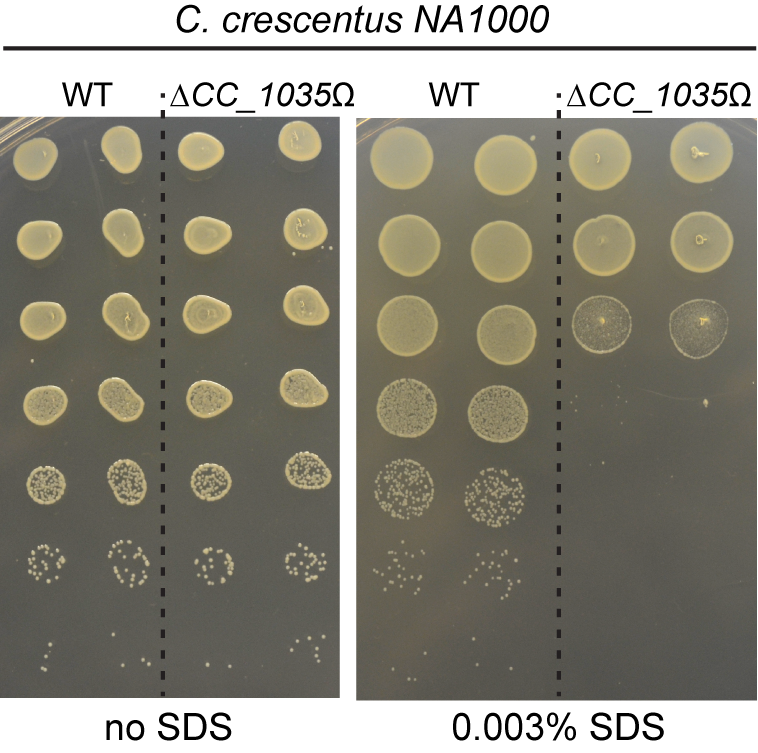 C. crescentus NA1000
WT ΔCC_1035Ω WT ΔCC_1035Ω
no SDS 0.003% SDS